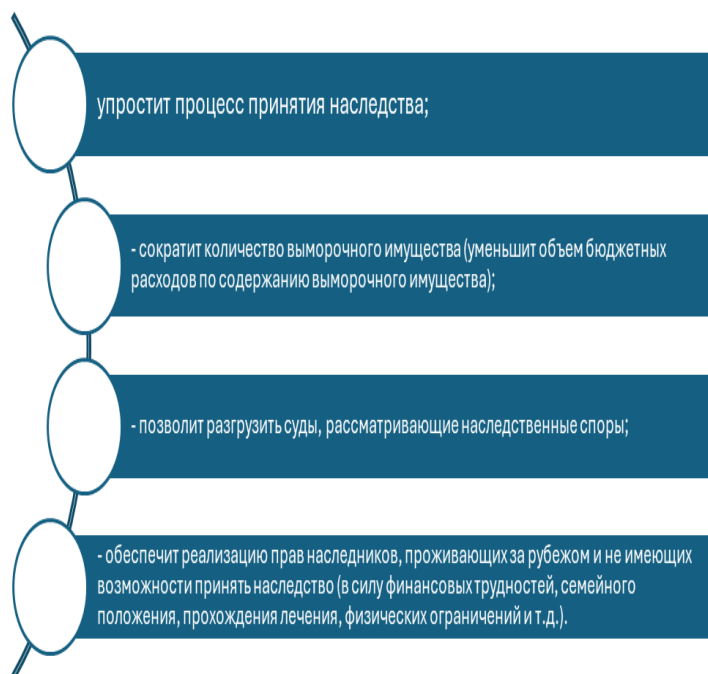 упростит процесс принятия наследства;
- сократит количество выморочного имущества (уменьшит объем бюджетных
расходов по содержанию выморочного имущества);
- позволит разгрузить суды, рассматривающие наследственные споры;
- обеспечит реализацию прав наследников, проживающих за рубежом и не имеющих
возможности принять наследство (в силу финансовых трудностей, семейного
положения, прохождения лечения, физических ограничений и т.д.).